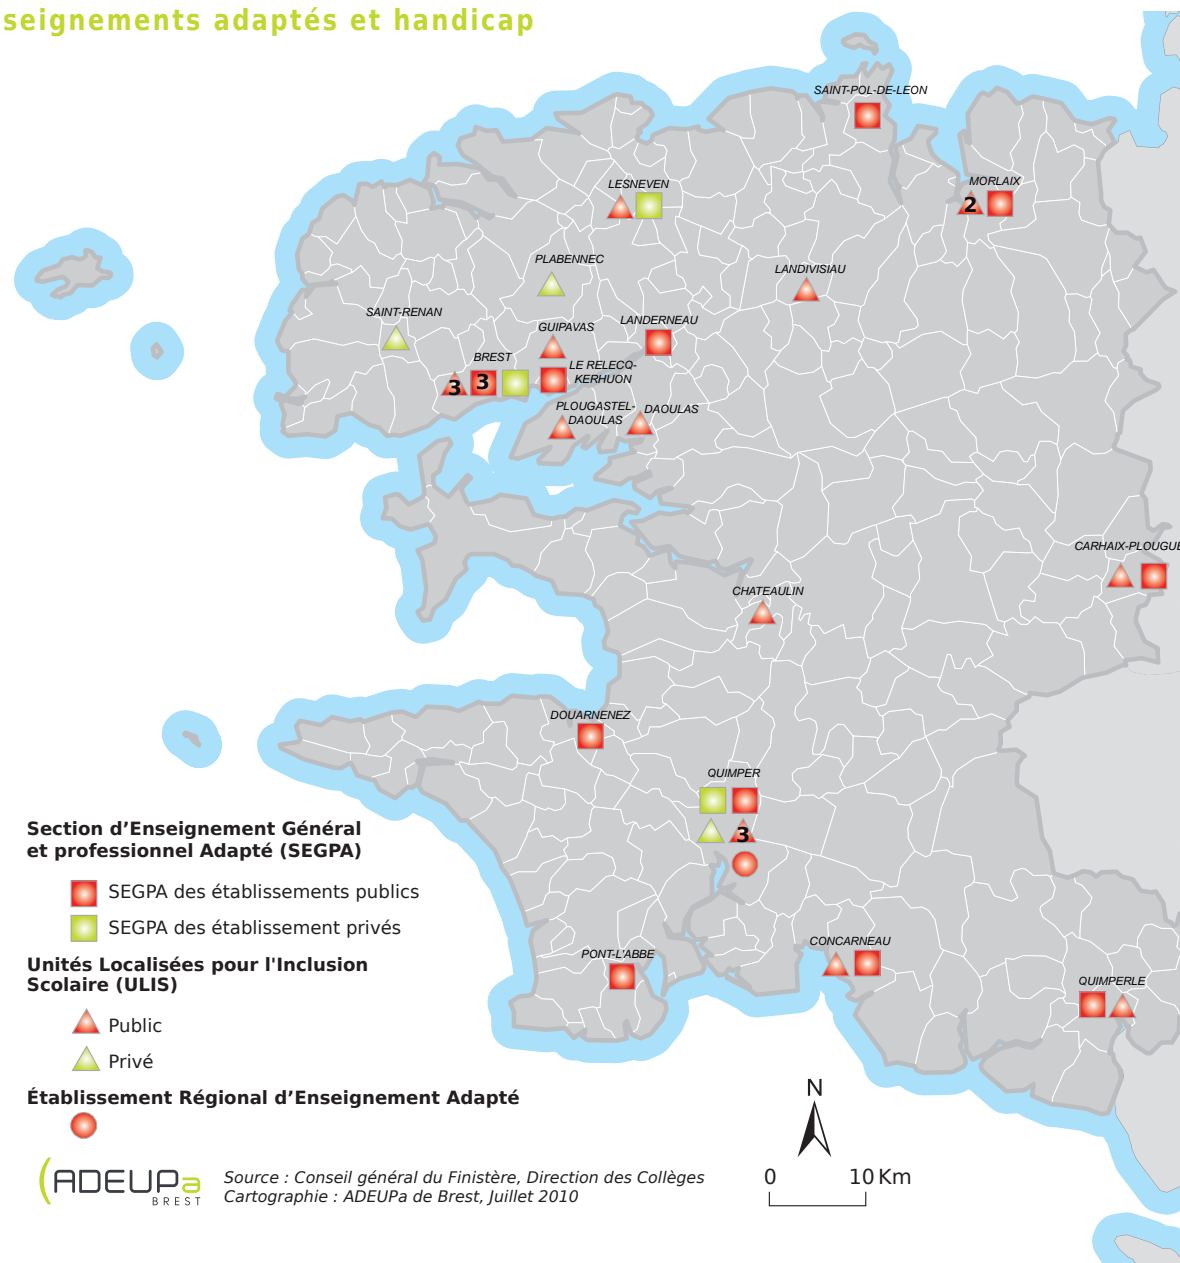 seignements adaptés et handicap
SAINT-POL-DE-LEON
LESNEVEN
MORLAIX
2
PLABENNEC
LANDIVISIAU
SAINT-RENAN
GUIPAVAS
LANDERNEAU
BREST
LE RELECQ-
KERHUON
3
3
PLOUGASTEL-
DAOULAS
DAOULAS
CARHAIX-PLOUGUE
CHATEAULIN
DOUARNENEZ
QUIMPER
3
CONCARNEAU
PONT-L'ABBE
QUIMPERLE
Section d’Enseignement Général
et professionnel Adapté (SEGPA)
SEGPA des établissements publics
SEGPA des établissement privés
Unités Localisées pour l'Inclusion
Scolaire (ULIS)
Public
Privé
Établissement Régional d’Enseignement Adapté
ADEUPa
BREST
Source : Conseil général du Finistère, Direction des Collèges
Cartographie : ADEUPa de Brest, Juillet 2010
N
0 10 Km